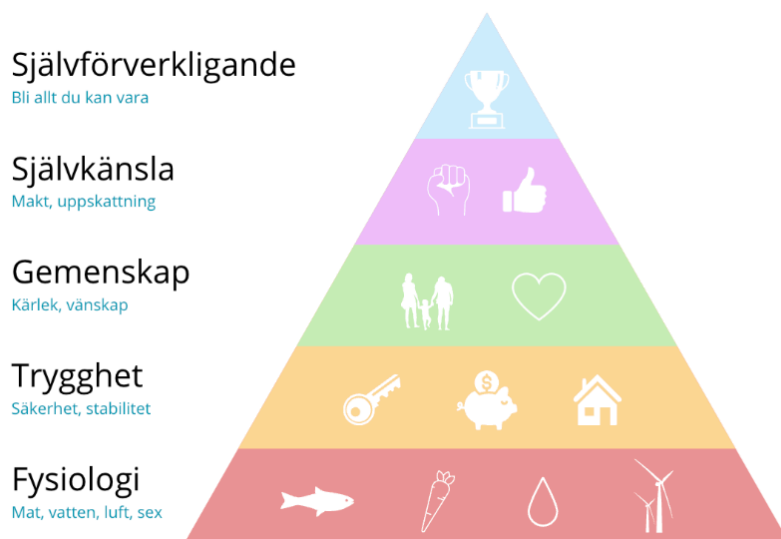 Självförverkligande
Bli allt du kan vara
Självkänsla
Makt, uppskattning
Gemenskap
Kärlek, vänskap
Trygghet
Säkerhet, stabilitet
$
Fysiologi
Mat, vatten, luft, sex